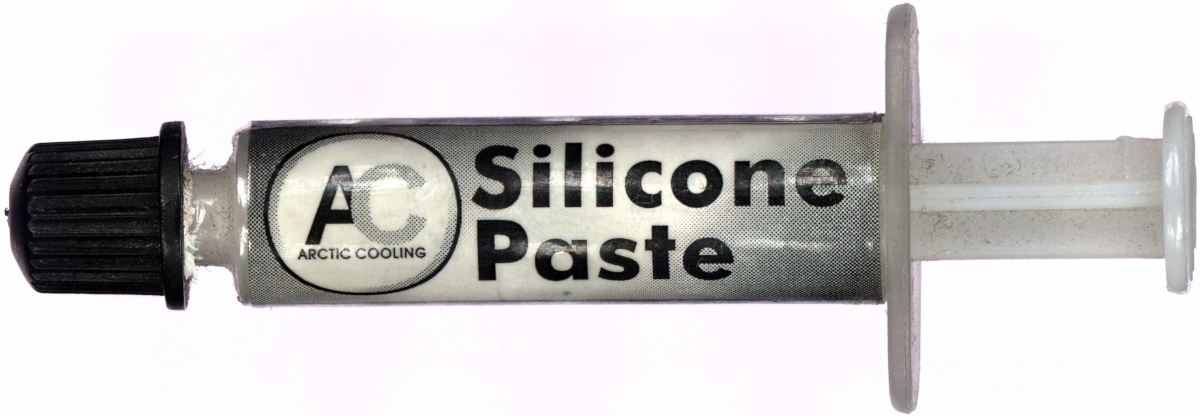 AC
ARCTIC COOLING
Silicone
Paste